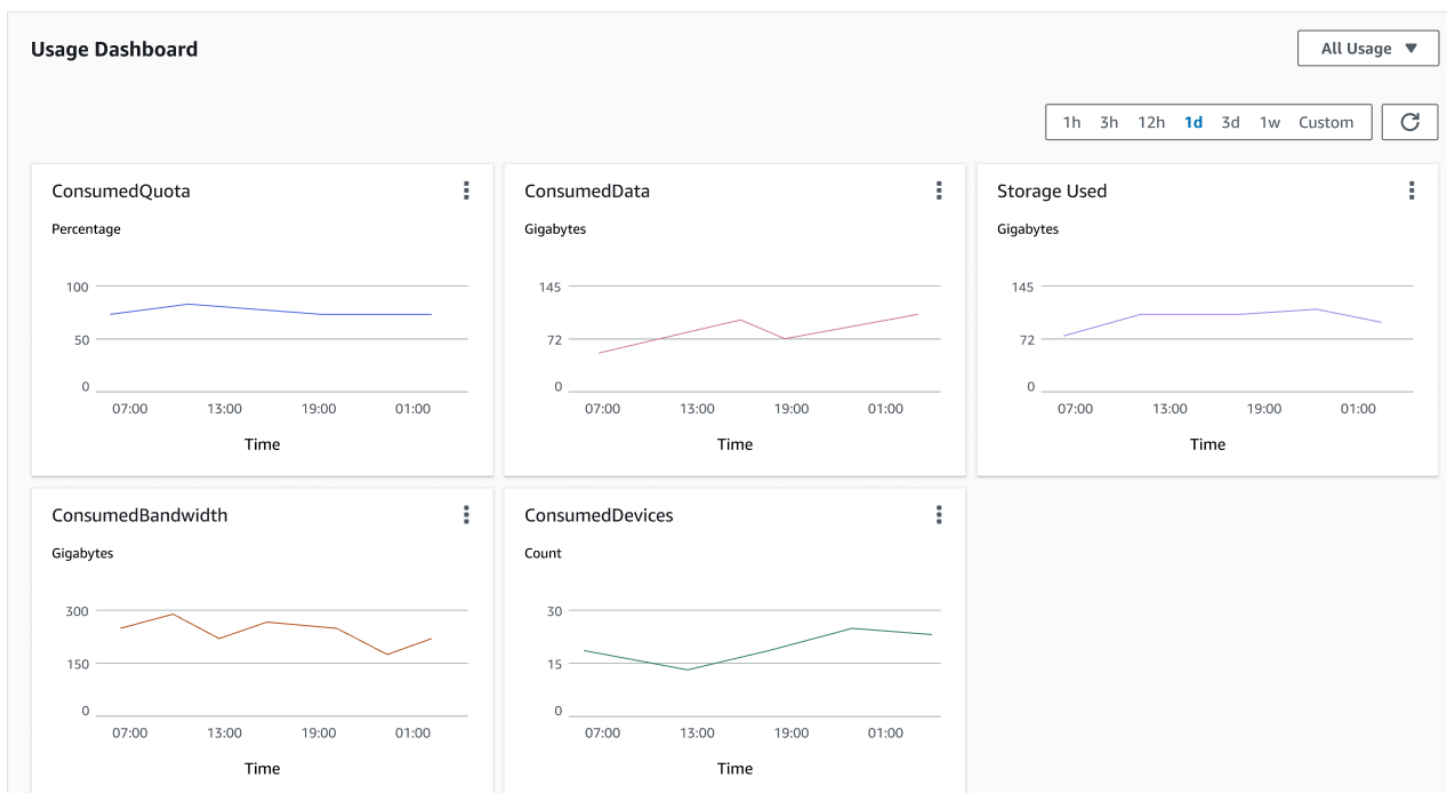 Usage Dashboard
All Usage
1h 3h 12h 1d 3d 1w Custom
ConsumedQuota
Percentage
100
50
0
07:00 13:00 19:00 01:00
Time
ConsumedData
Gigabytes
145
72
0
07:00 13:00 19:00 01:00
Time
Storage Used
Gigabytes
145
72
0
07:00 13:00 19:00 01:00
Time
ConsumedBandwidth
Gigabytes
300
150
0
07:00 13:00 19:00 01:00
Time
ConsumedDevices
Count
30
15
0
07:00 13:00 19:00 01:00
Time